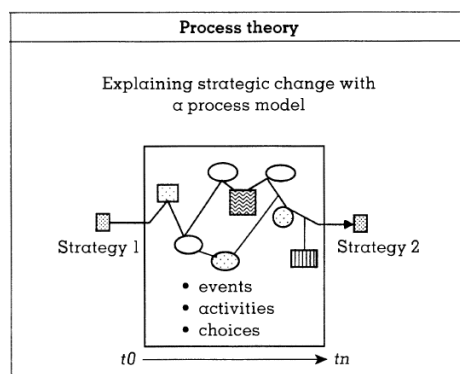 Process theory
Explaining strategic change with
a process model
Strategy 1
Strategy 2
• events
• activities
• choices
t0
tn